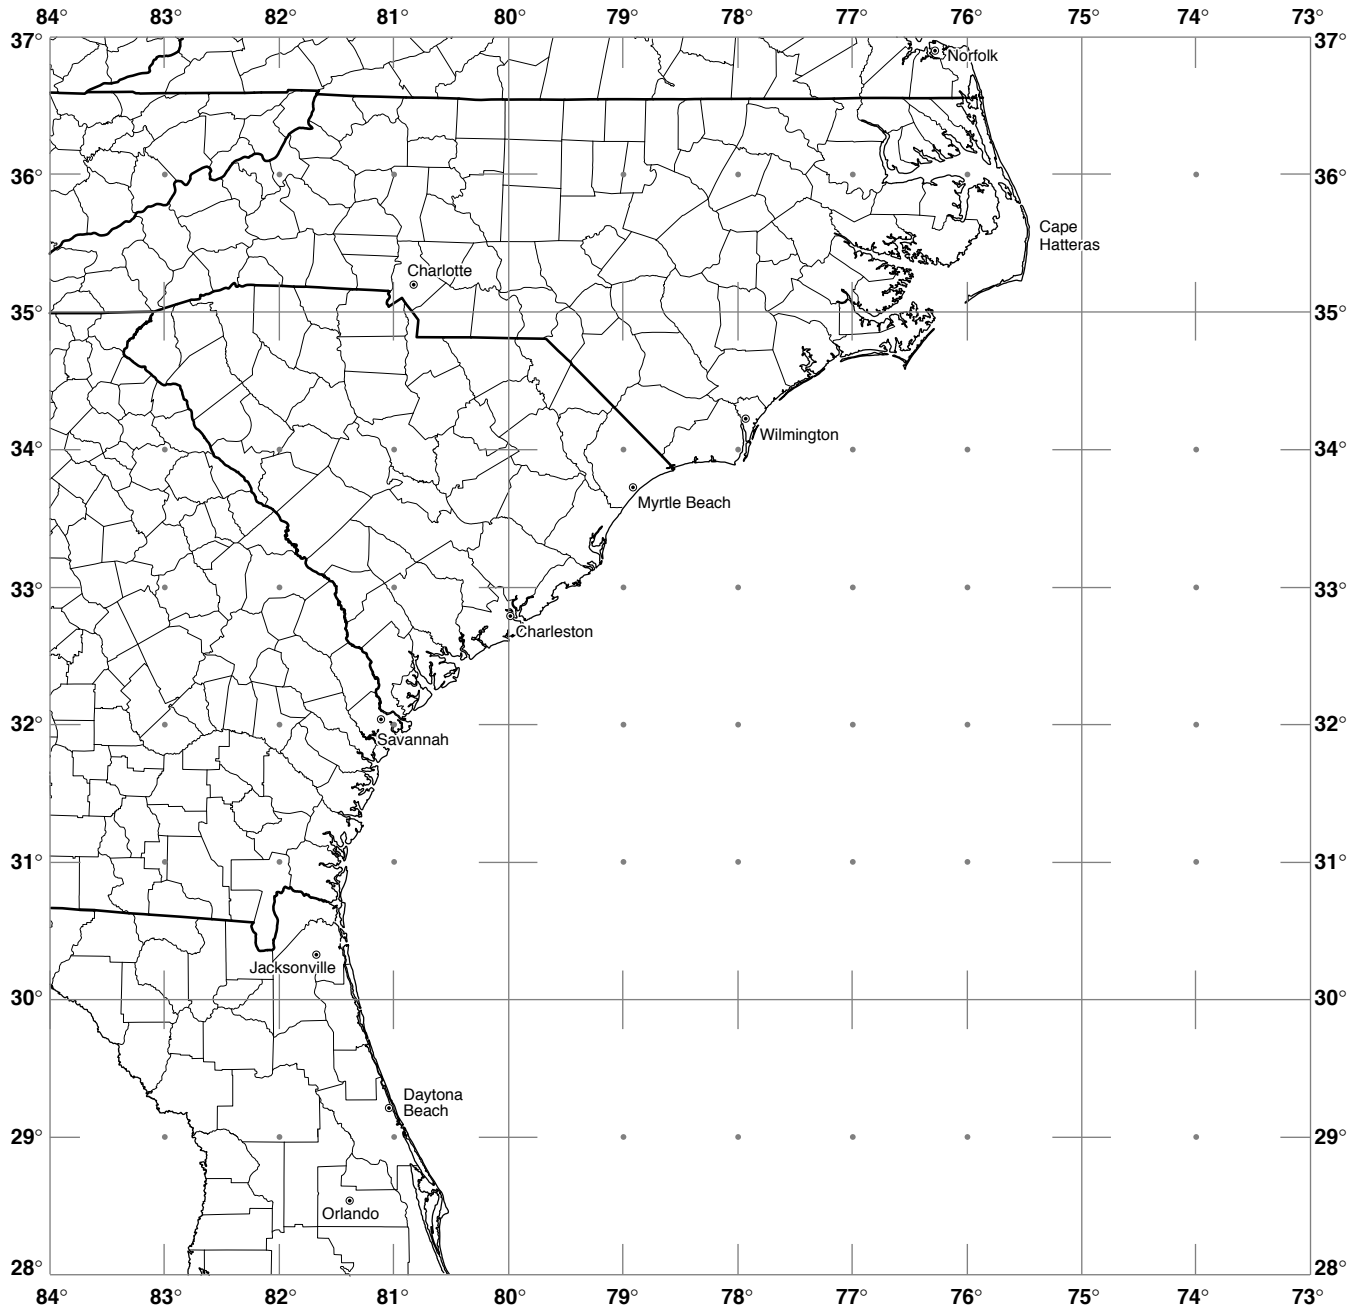 84° 83° 82° 81° 80° 79° 78° 77° 76° 75° 74° 73°
37° 37°
Norfolk
36° 36°
Cape
Hatteras
Charlotte
35° 35°
Wilmington
34° 34°
Myrtle Beach
33° 33°
Charleston
32° 32°
Savannah
31° 31°
Jacksonville
30° 30°
Daytona
Beach
29° 29°
Orlando
28° 28°
84° 83° 82° 81° 80° 79° 78° 77° 76° 75° 74° 73°